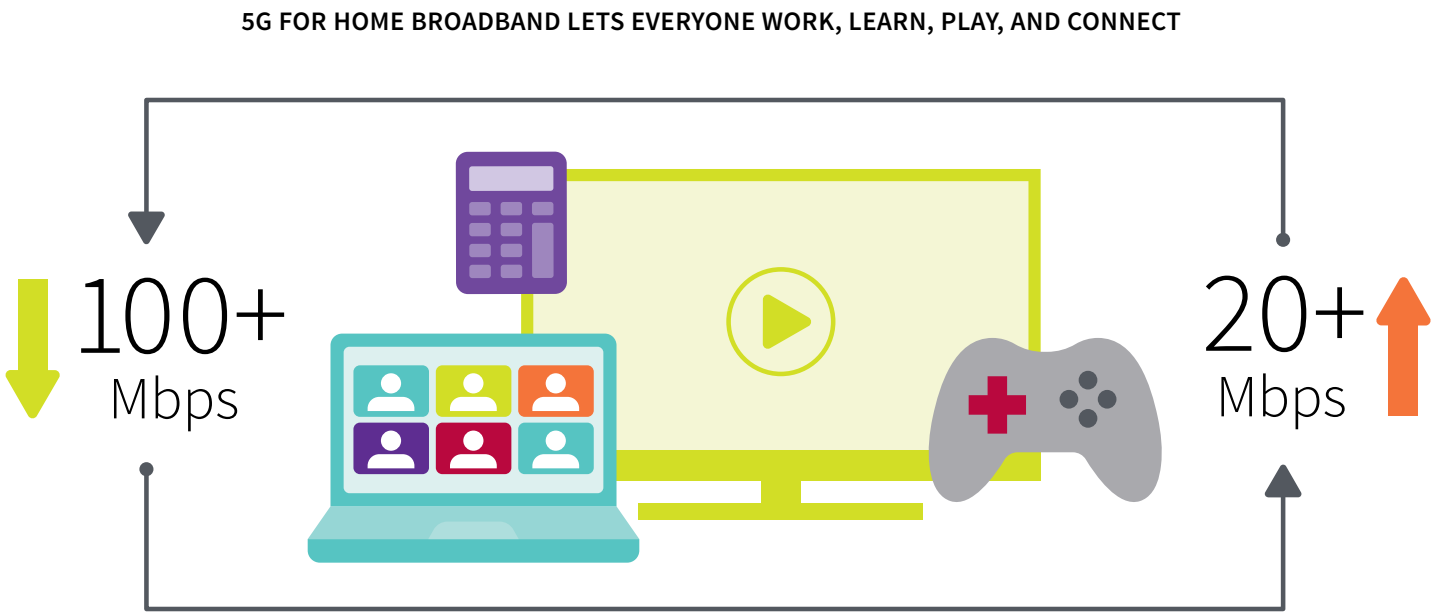 5G FOR HOME BROADBAND LETS EVERYONE WORK, LEARN, PLAY, AND CONNECT
100+
Mbps
20+
Mbps